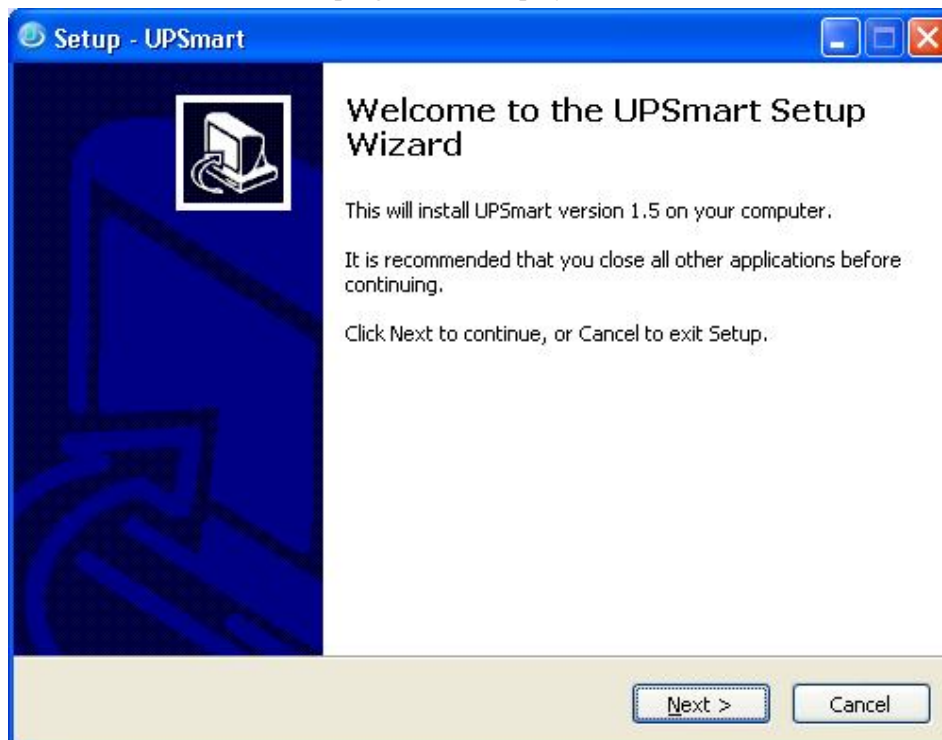 Setup - UPSmart
Welcome to the UPSmart Setup
Wizard
This will install UPSmart version 1.5 on your computer.
It is recommended that you close all other applications before
continuing.
Click Next to continue, or Cancel to exit Setup.
Next >
Cancel